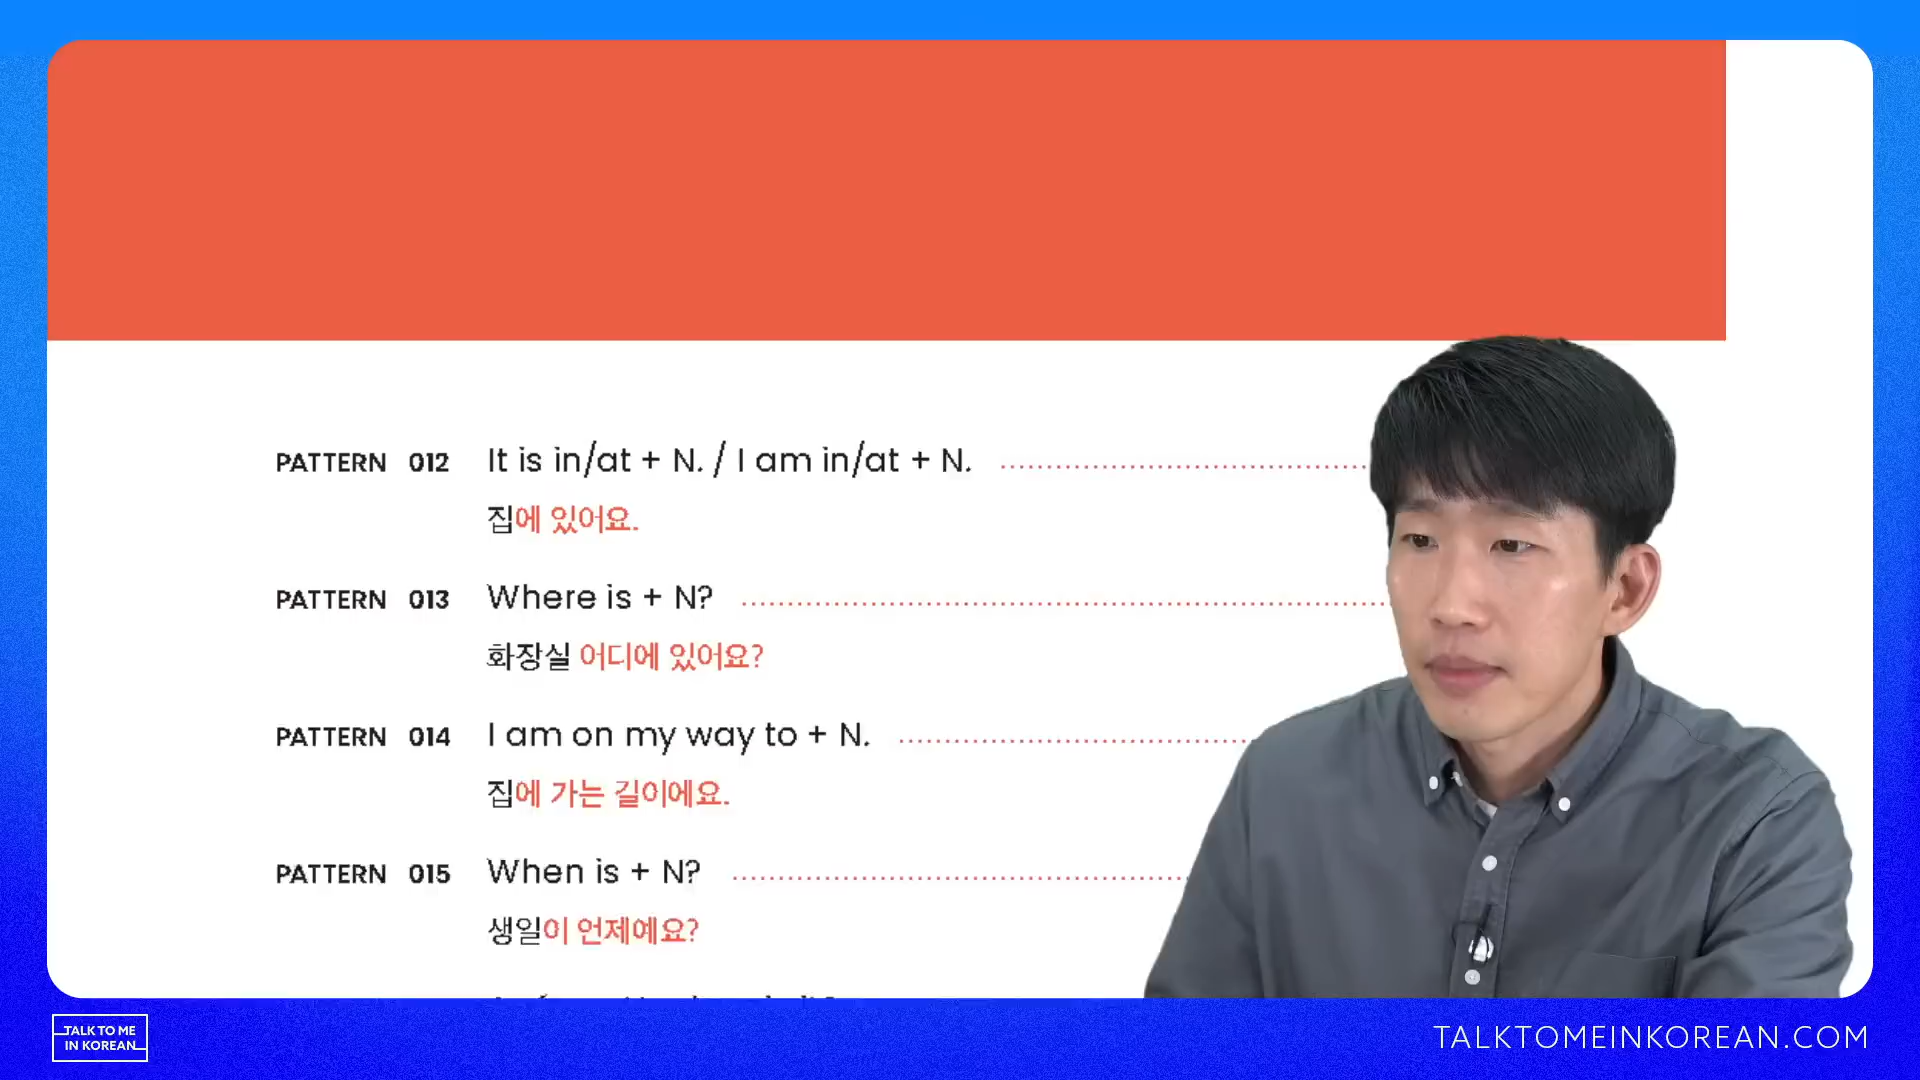 PATTERN 012 It is in/at + N. / I am in/at + N.
집에 있어요.
PATTERN 013 Where is + N?
화장실 어디에 있어요?
PATTERN 014 I am on my way to + N.
집에 가는 길이에요.
PATTERN 015 When is + N?
생일이 언제예요?
TALK TO ME
IN KOREAN
TALKTOMEINKOREAN.COM